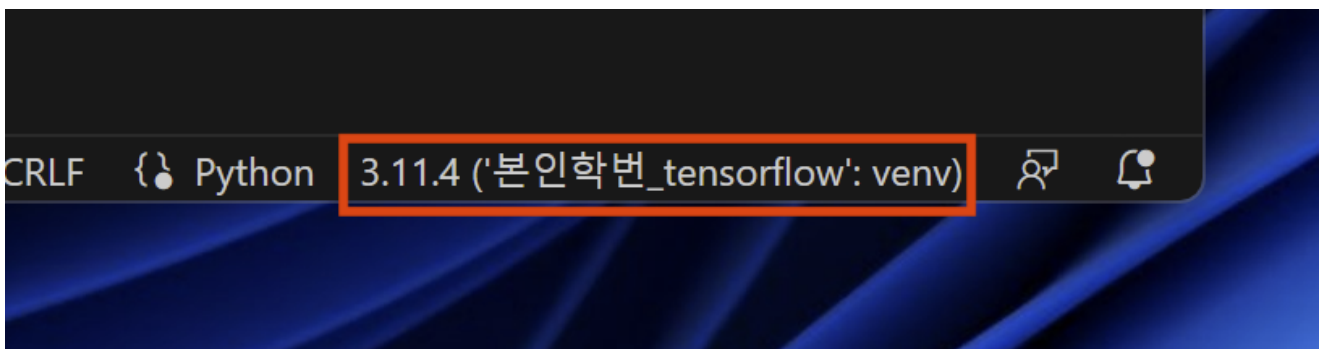 CRLF {} Python 3.11.4 ('본인학번_tensorflow': venv)